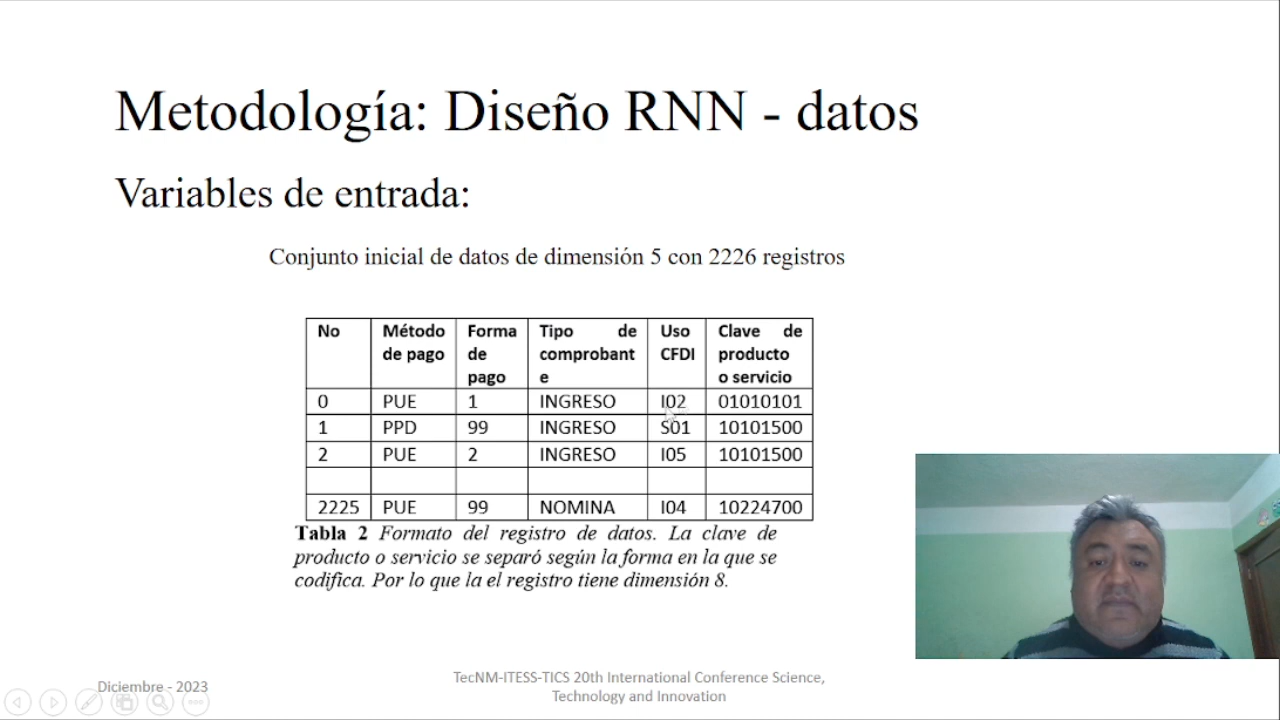 Metodología: Diseño RNN - datos
Variables de entrada:
Conjunto inicial de datos de dimensión 5 con 2226 registros
No Método de pago Forma de pago Tipo de comprobante Uso CFDI Clave de producto o servicio
0 PUE 1 INGRESO I02 01010101
1 PPD 99 INGRESO S01 10101500
2 PUE 2 INGRESO I05 10101500
2225 PUE 99 NOMINA I04 10224700
Tabla 2 Formato del registro de datos. La clave de
producto o servicio se separó según la forma en la que se
codifica. Por lo que la el registro tiene dimensión 8.
Diciembre - 2023
TecNM-ITESS-TICS 20th International Conference Science,
Technology and Innovation